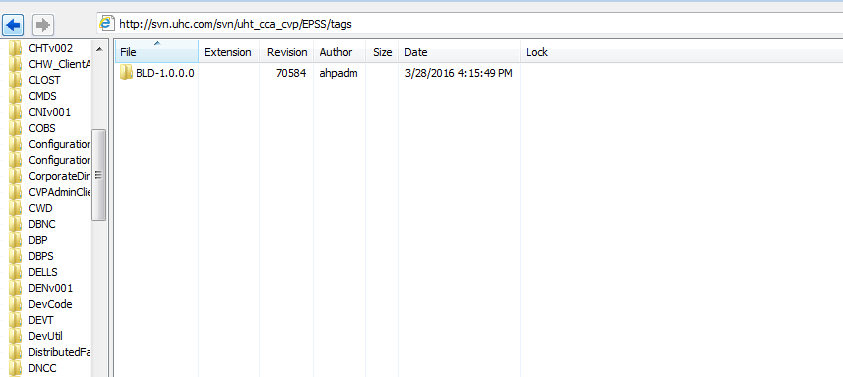 http://svn.uhc.com/svn/uht_cca_cvp/EPSS/tags
CHTv002
CHW_ClientA
CLOST
CMDS
CNIv001
COBS
Configuration
Configuration
CorporateDir
CVPAdminClie
CWD
DBNC
DBP
DBPS
DELLS
DENv001
DevCode
DEVT
DevUtil
DistributedFa
DNCC
File Extension Revision Author Size Date Lock
BLD-1.0.0.0 70584 ahpadm 3/28/2016 4:15:49 PM